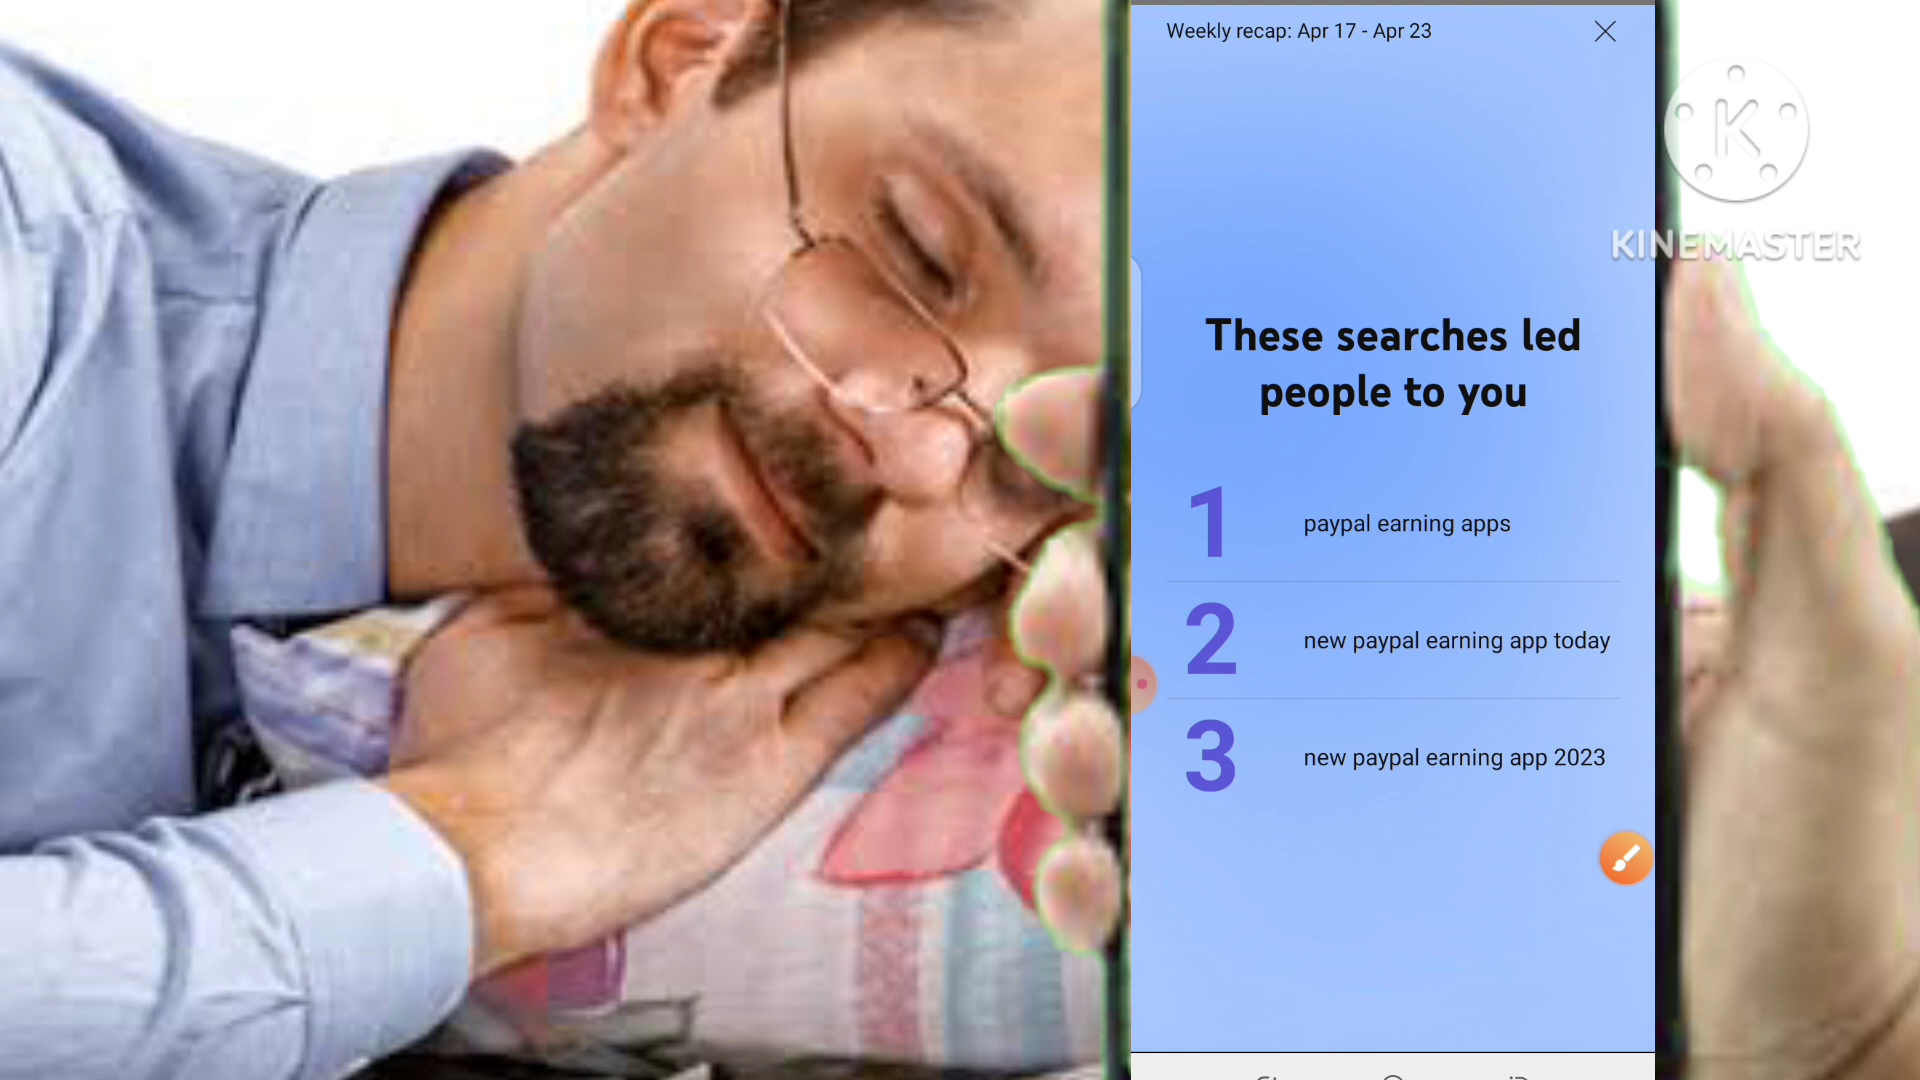 Weekly recap: Apr 17 - Apr 23
K
KINEMASTER
These searches led
people to you
1 paypal earning apps
2 new paypal earning app today
3 new paypal earning app 2023